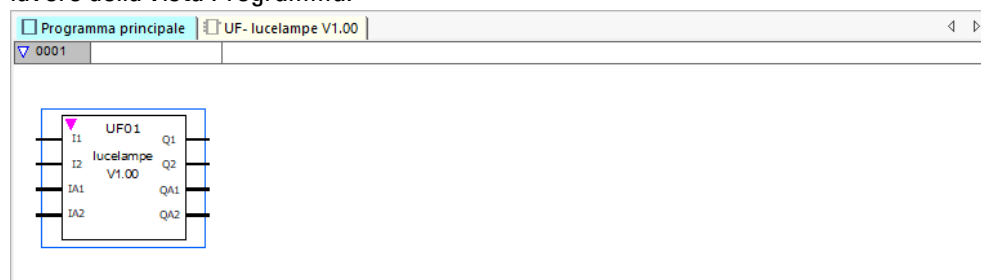 lavoro della vista Programma.
Programma principale UF- lucelampe V1.00
0001
UF01
I1 Q1
lucelampe
I2 Q2
V1.00
IA1 QA1
IA2 QA2